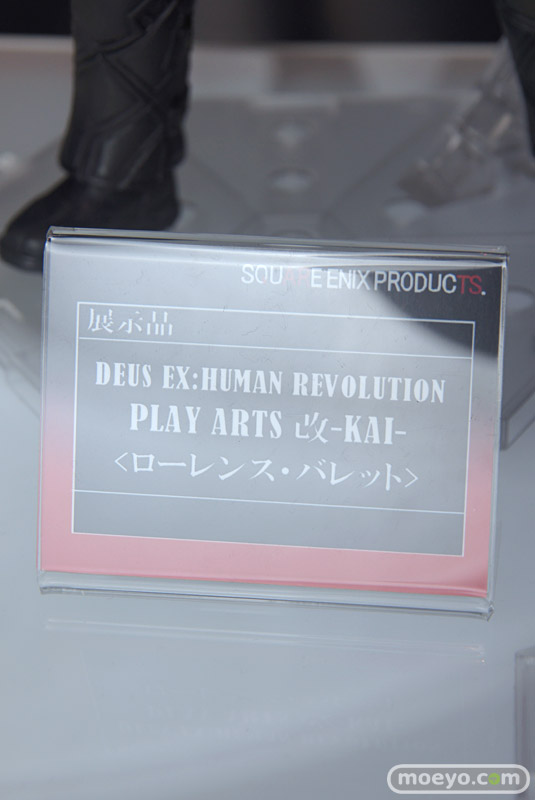 SQUARE ENIX PRODUCTS.
展示品
DEUS EX:HUMAN REVOLUTION
PLAY ARTS 改-KAI-
<ローレンス・バレット>
moeyo.com